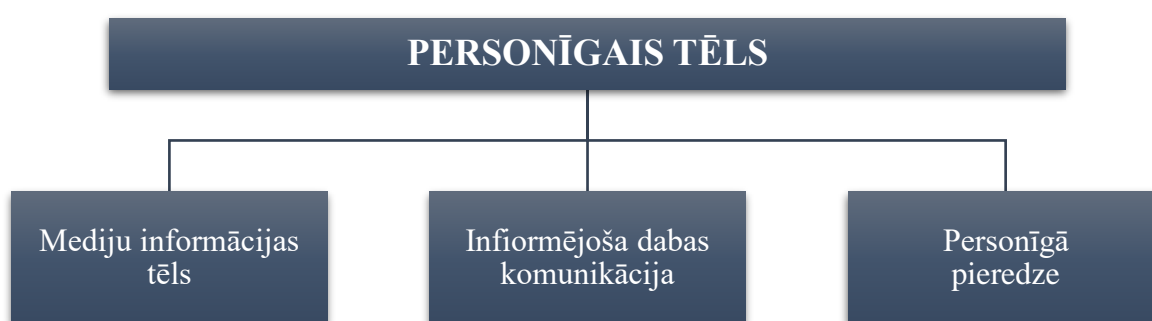 PERSONĪGAIS TĒLS
Mediju informācijas
tēls
Infiormējoša dabas
komunikācija
Personīgā
pieredze